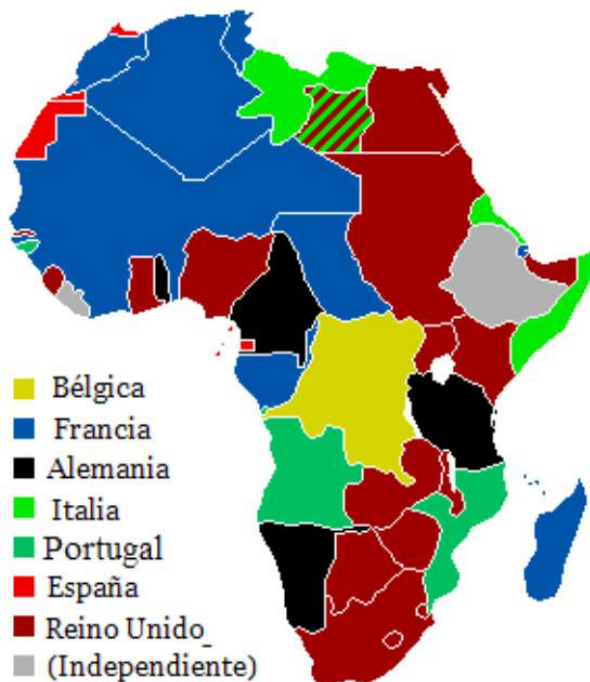 Bélgica
Francia
Alemania
Italia
Portugal
España
Reino Unido_
(Independiente)